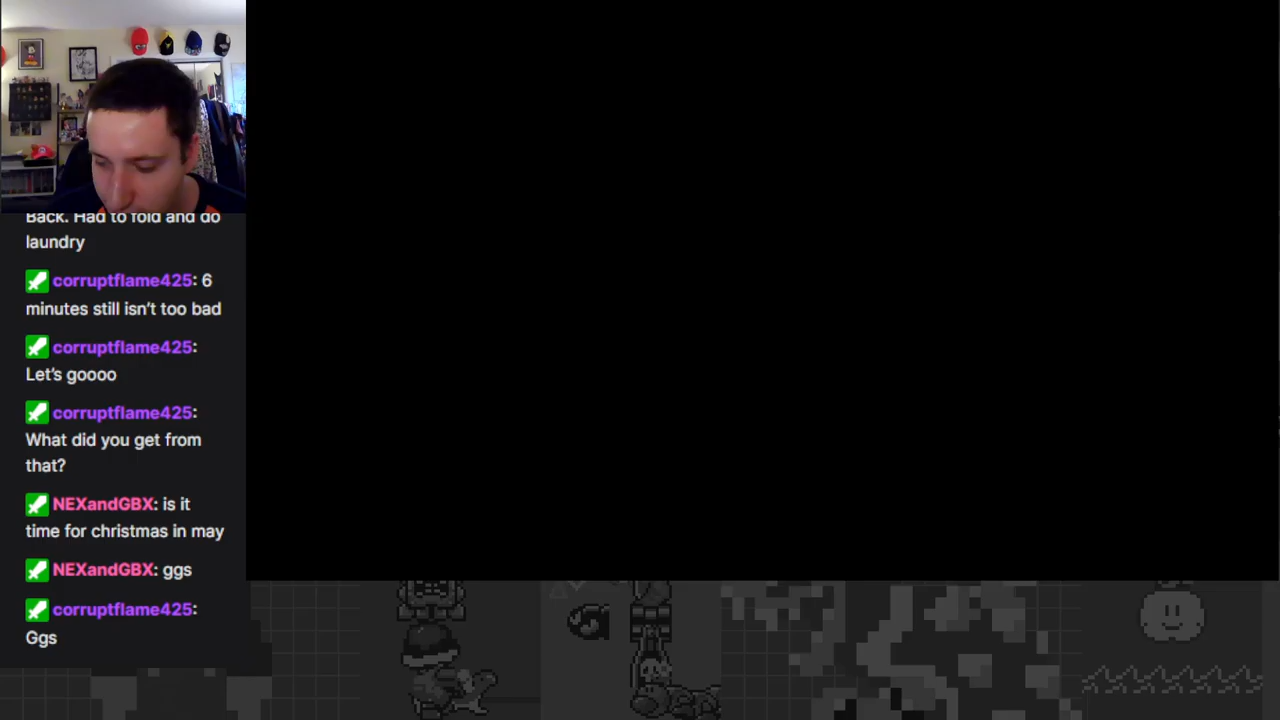 Back. Had to fold and do
laundry
corruptflame425: 6
minutes still isn't too bad
corruptflame425:
Let's goooo
corruptflame425:
What did you get from
that?
NEXandGBX: is it
time for christmas in may
NEXandGBX: ggs
corruptflame425:
Ggs